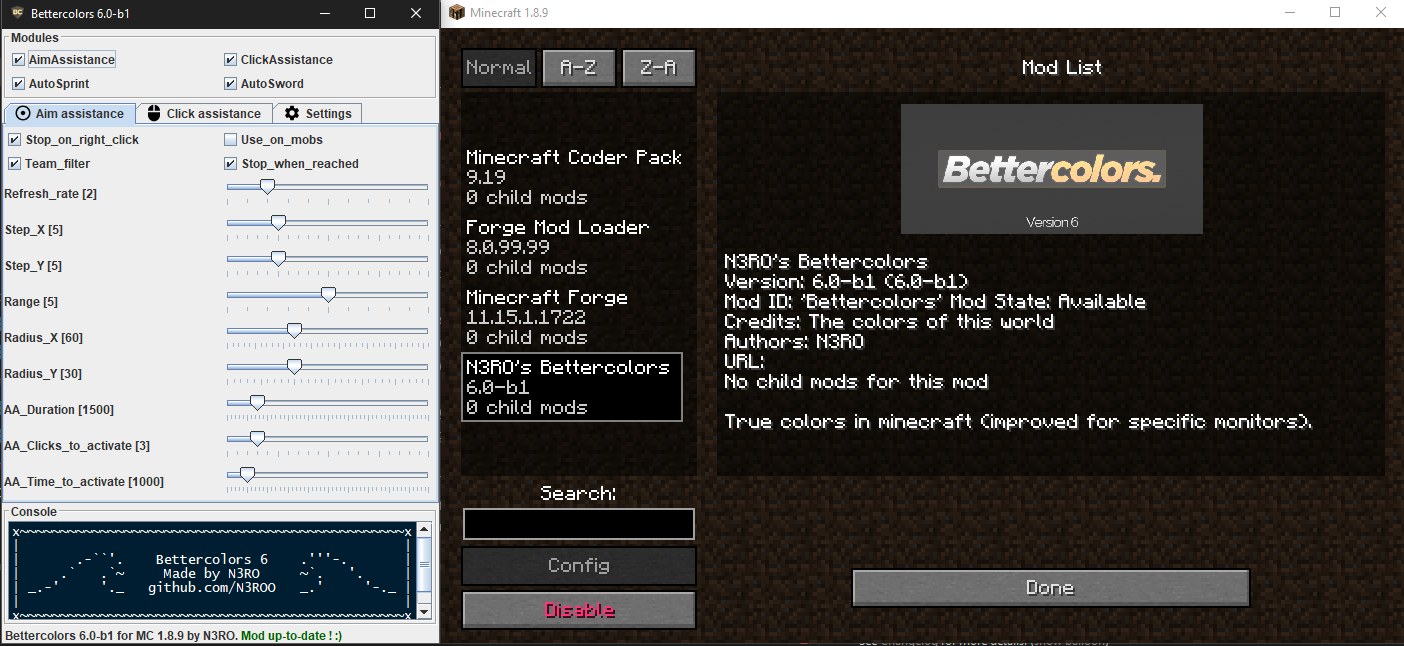 Bettercolors 6.0-b1
Modules
AimAssistance
ClickAssistance
AutoSprint
AutoSword
Aim assistance
Click assistance
Settings
Stop_on_right_click
Use_on_mobs
Team_filter
Stop_when_reached
Refresh_rate [2]
Step_X [5]
Step_Y [5]
Range [5]
Radius_X [60]
Radius_Y [30]
AA_Duration [1500]
AA_Clicks_to_activate [3]
AA_Time_to_activate [1000]
Console
x~~~~~~~~~~~~~~~~~~~~~~~~~~~~~~~~~~~~~~~~~~~~~~~~~x
Bettercolors 6
Made by N3RO
github.com/N3ROO
x~~~~~~~~~~~~~~~~~~~~~~~~~~~~~~~~~~~~~~~~~~~~~~~~~x
Bettercolors 6.0-b1 for MC 1.8.9 by N3RO. Mod up-to-date ! :)
Minecraft 1.8.9
Normal
A-Z
Z-A
Minecraft Coder Pack
9.19
0 child mods
Forge Mod Loader
8.0.99.99
0 child mods
Minecraft Forge
11.15.1.1722
0 child mods
N3RO's Bettercolors
6.0-b1
0 child mods
Search:
Config
Disable
Mod List
Bettercolors.
Version 6
N3RO's Bettercolors
Version: 6.0-b1 (6.0-b1)
Mod ID: 'Bettercolors' Mod State: Available
Credits: The colors of this world
Authors: N3RO
URL:
No child mods for this mod
True colors in minecraft (improved for specific monitors).
Done